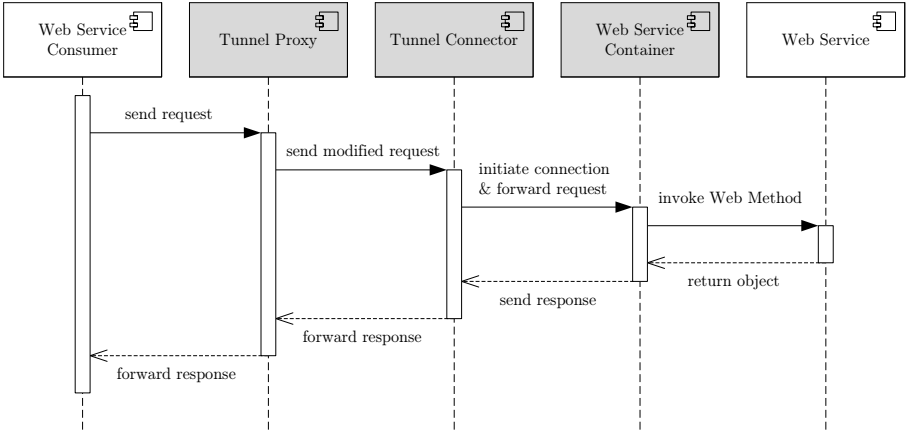 Web Service
Consumer
Tunnel Proxy
Tunnel Connector
Web Service
Container
Web Service
send request
send modified request
initiate connection
& forward request
invoke Web Method
return object
send response
forward response
forward response